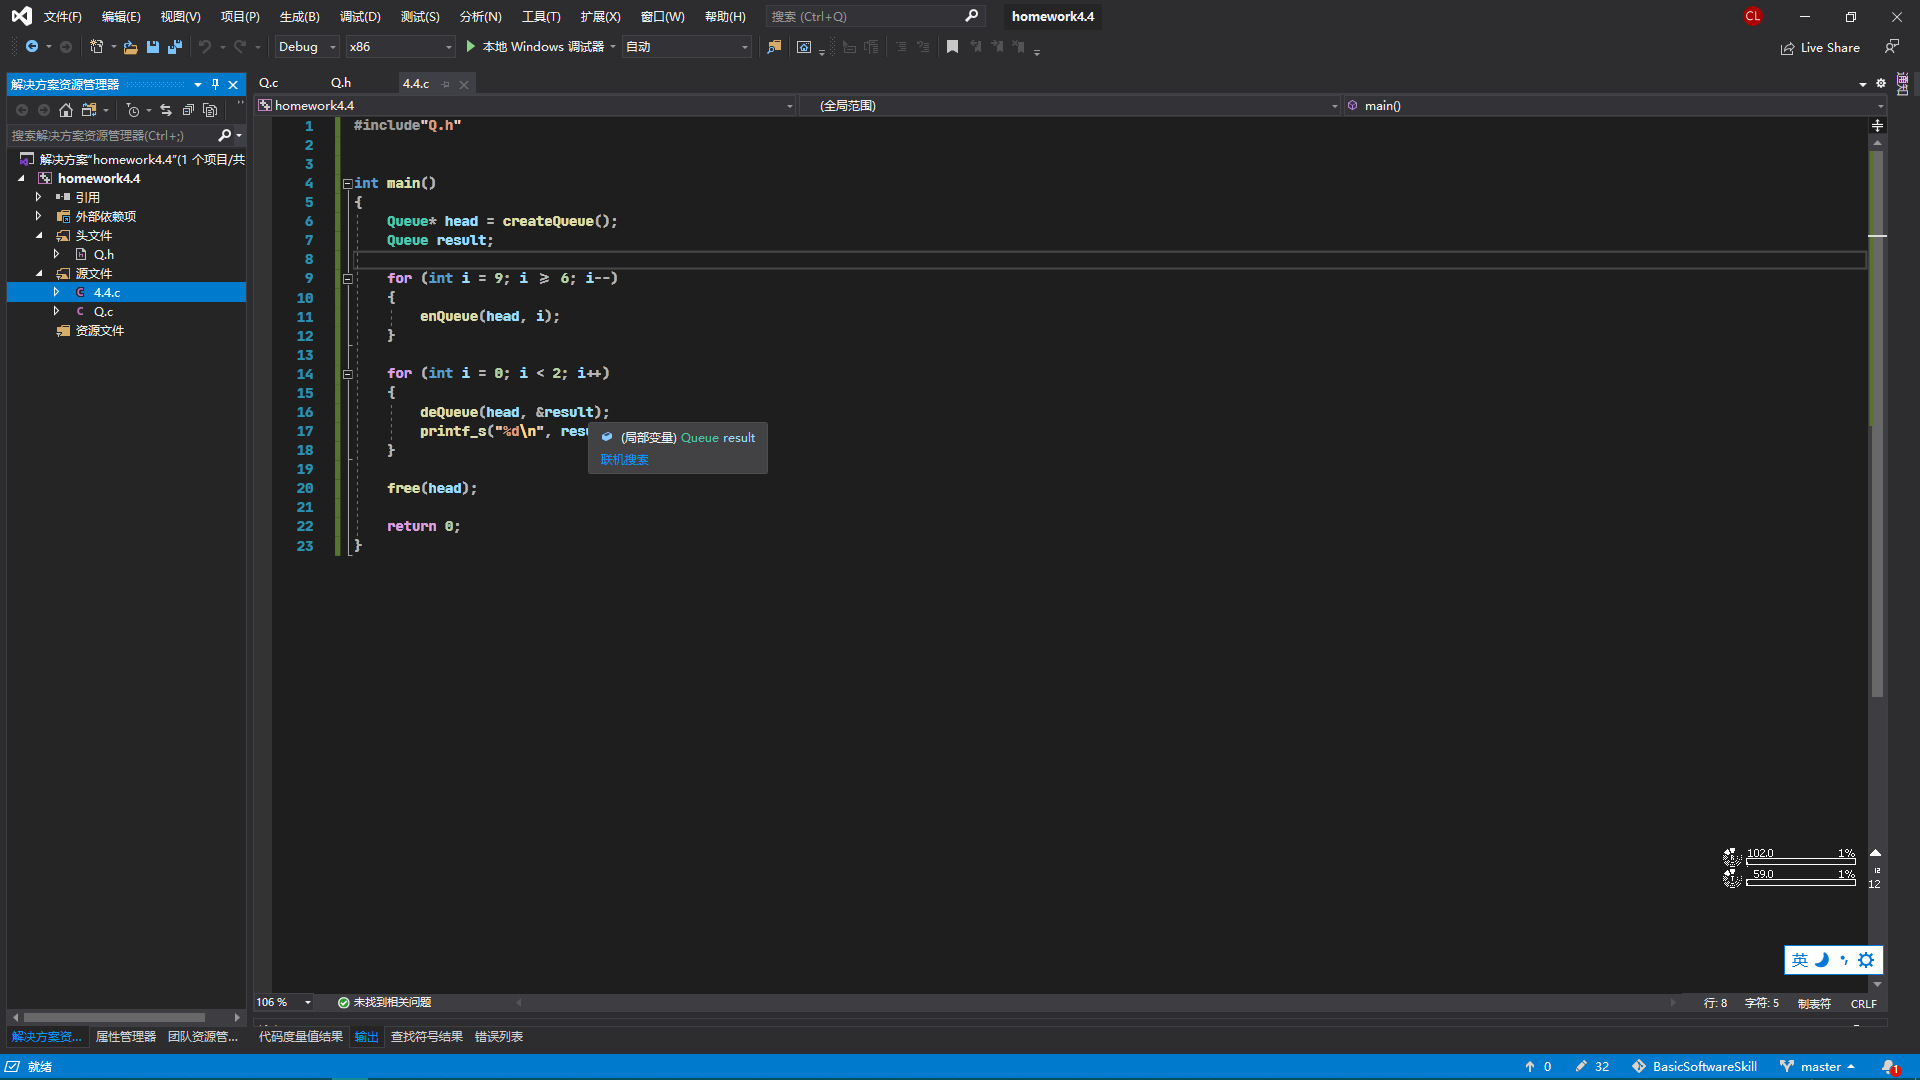 文件(F) 编辑(E) 视图(V) 项目(P) 生成(B) 调试(D) 测试(S) 分析(N) 工具(T) 扩展(X) 窗口(W) 帮助(H) 搜索 (Ctrl+Q) homework4.4 CL
Debug x86 本地 Windows 调试器 自动 Live Share
解决方案资源管理器
搜索解决方案资源管理器(Ctrl+;)
解决方案"homework4.4"(1 个项目/共
homework4.4
引用
外部依赖项
头文件
Q.h
源文件
4.4.c
Q.c
资源文件
Q.c Q.h 4.4.c
homework4.4 (全局范围) main()
1 #include"Q.h"
2
3
4 int main()
5 {
6 Queue* head = createQueue();
7 Queue result;
8
9 for (int i = 9; i >= 6; i--)
10 {
11 enQueue(head, i);
12 }
13
14 for (int i = 0; i < 2; i++)
15 {
16 deQueue(head, &result);
17 printf_s("%d\n", resu
18 }
19
20 free(head);
21
22 return 0;
23 }
(局部变量) Queue result
联机搜索
102.0 1%
59.0 1%
12
英
106 % 未找到相关问题 行: 8 字符: 5 制表符 CRLF
解决方案资... 属性管理器 团队资源管... 代码度量值结果 输出 查找符号结果 错误列表
就绪 0 32 BasicSoftwareSkill master 1